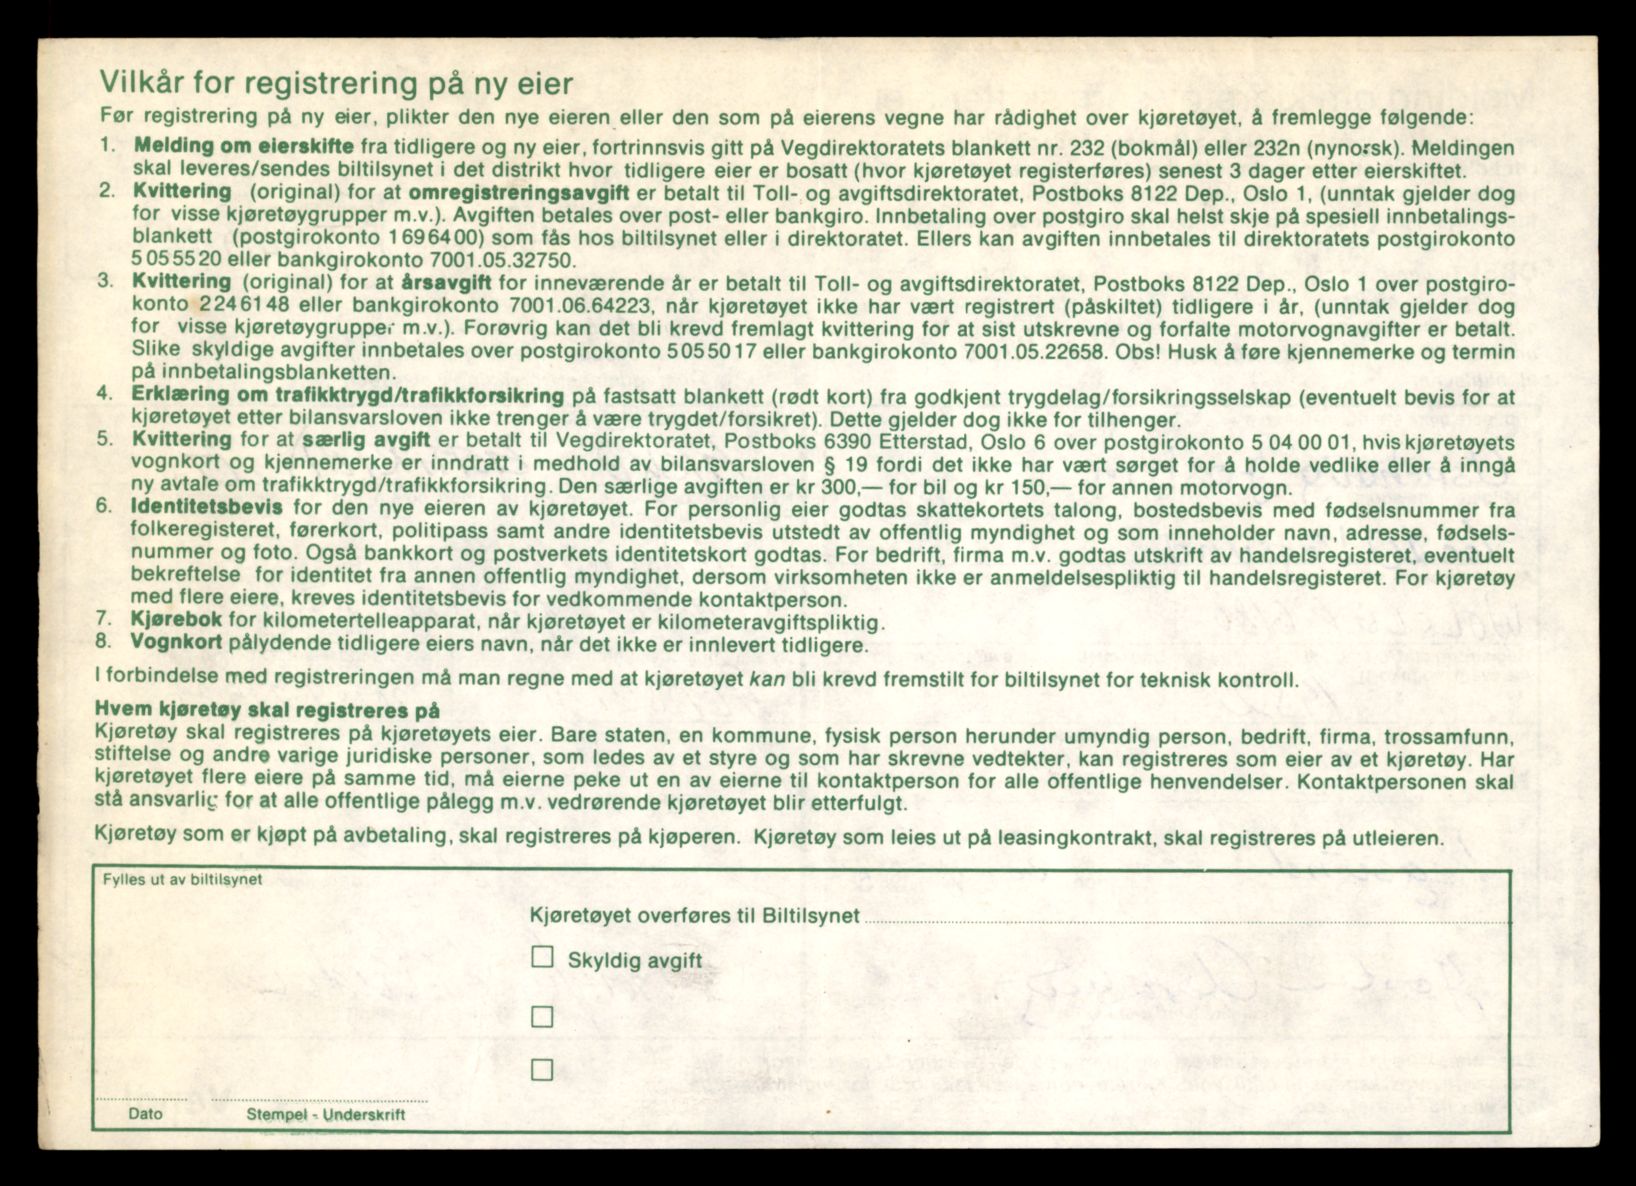 Vilkår for registrering på ny eier
Før registrering på ny eier, plikter den nye eieren eller den som på eierens vegne har rådighet over kjøretøyet, å fremlegge følgende:
1. Melding om eierskifte fra tidligere og ny eier, fortrinnsvis gitt på Vegdirektoratets blankett nr. 232 (bokmål) eller 232n (nynorsk). Meldingen
skal leveres/sendes biltilsynet i det distrikt hvor tidligere eier er bosatt (hvor kjøretøyet registerføres) senest 3 dager etter eierskiftet.
2. Kvittering (original) for at omregistreringsavgift er betalt til Toll- og avgiftsdirektoratet, Postboks 8122 Dep., Oslo 1, (unntak gjelder dog
for visse kjøretøygrupper m.v.). Avgiften betales over post- eller bankgiro. Innbetaling over postgiro skal helst skje på spesiell innbetalings-
blankett (postgirokonto 1696400) som fås hos biltilsynet eller i direktoratet. Ellers kan avgiften innbetales til direktoratets postgirokonto
5055520 eller bankgirokonto 7001.05.32750.
3. Kvittering (original) for at årsavgift for inneværende år er betalt til Toll- og avgiftsdirektoratet, Postboks 8122 Dep., Oslo 1 over postgiro-
konto 2246148 eller bankgirokonto 7001.06.64223, når kjøretøyet ikke har vært registrert (påskiltet) tidligere i år, (unntak gjelder dog
for visse kjøretøygrupper m.v.). Forøvrig kan det bli krevd fremlagt kvittering for at sist utskrevne og forfalte motorvognavgifter er betalt.
Slike skyldige avgifter innbetales over postgirokonto 5055017 eller bankgirokonto 7001.05.22658. Obs! Husk å føre kjennemerke og termin
på innbetalingsblanketten.
4. Erklæring om trafikktrygd/trafikkforsikring på fastsatt blankett (rødt kort) fra godkjent trygdelag/forsikringsselskap (eventuelt bevis for at
kjøretøyet etter bilansvarsloven ikke trenger å være trygdet/forsikret). Dette gjelder dog ikke for tilhenger.
5. Kvittering for at særlig avgift er betalt til Vegdirektoratet, Postboks 6390 Etterstad, Oslo 6 over postgirokonto 5 04 00 01, hvis kjøretøyets
vognkort og kjennemerke er inndratt i medhold av bilansvarsloven § 19 fordi det ikke har vært sørget for å holde vedlike eller å inngå
ny avtale om trafikktrygd/trafikkforsikring. Den særlige avgiften er kr 300,— for bil og kr 150,— for annen motorvogn.
6. Identitetsbevis for den nye eieren av kjøretøyet. For personlig eier godtas skattekortets talong, bostedsbevis med fødselsnummer fra
folkeregisteret, førerkort, politipass samt andre identitetsbevis utstedt av offentlig myndighet og som inneholder navn, adresse, fødsels-
nummer og foto. Også bankkort og postverkets identitetskort godtas. For bedrift, firma m.v. godtas utskrift av handelsregisteret, eventuelt
bekreftelse for identitet fra annen offentlig myndighet, dersom virksomheten ikke er anmeldelsespliktig til handelsregisteret. For kjøretøy
med flere eiere, kreves identitetsbevis for vedkommende kontaktperson.
7. Kjørebok for kilometertelleapparat, når kjøretøyet er kilometeravgiftspliktig.
8. Vognkort pålydende tidligere eiers navn, når det ikke er innlevert tidligere.
I forbindelse med registreringen må man regne med at kjøretøyet kan bli krevd fremstilt for biltilsynet for teknisk kontroll.
Hvem kjøretøy skal registreres på
Kjøretøy skal registreres på kjøretøyets eier. Bare staten, en kommune, fysisk person herunder umyndig person, bedrift, firma, trossamfunn,
stiftelse og andre varige juridiske personer, som ledes av et styre og som har skrevne vedtekter, kan registreres som eier av et kjøretøy. Har
kjøretøyet flere eiere på samme tid, må eierne peke ut en av eierne til kontaktperson for alle offentlige henvendelser. Kontaktpersonen skal
stå ansvarlig for at alle offentlige pålegg m.v. vedrørende kjøretøyet blir etterfulgt.
Kjøretøy som er kjøpt på avbetaling, skal registreres på kjøperen. Kjøretøy som leies ut på leasingkontrakt, skal registreres på utleieren.
Fylles ut av biltilsynet
Kjøretøyet overføres til Biltilsynet
Skyldig avgift
Dato Stempel - Underskrift